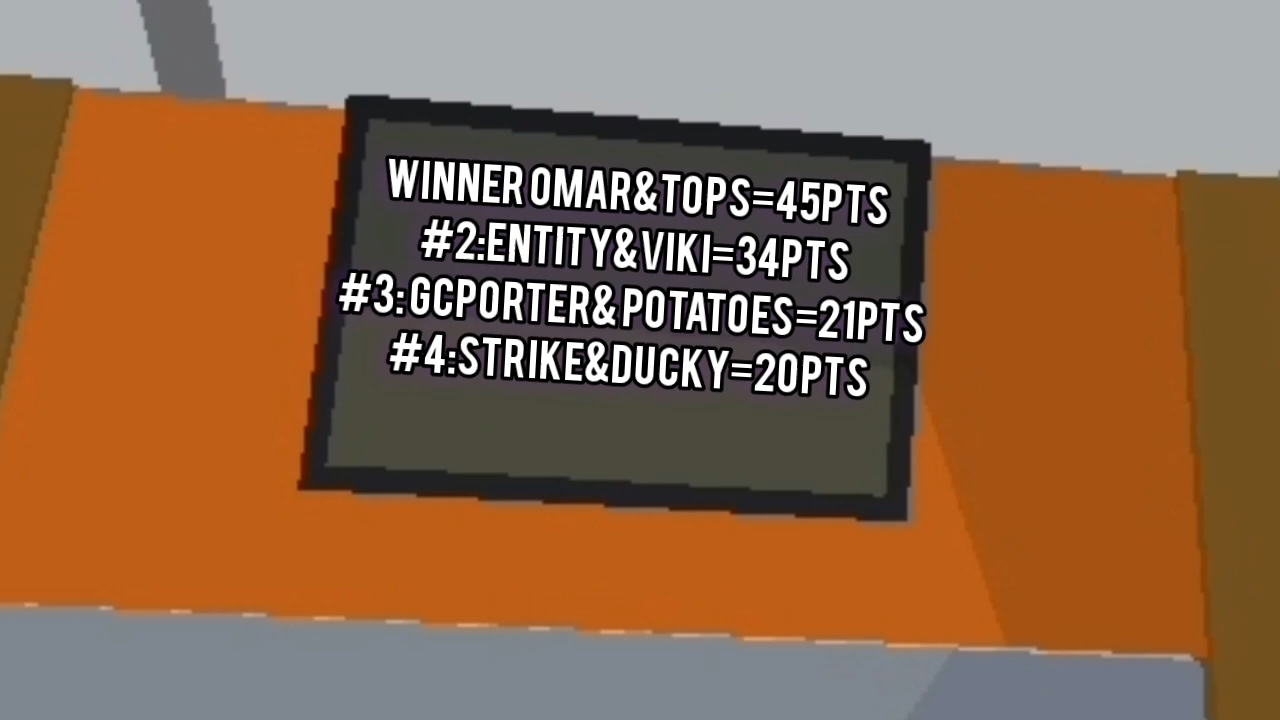 WINNER OMAR&TOPS=45PTS
#2:ENTITY&VIKI=34PTS
#3:GCPORTER&POTATOES=21PTS
#4:STRIKE&DUCKY=20PTS